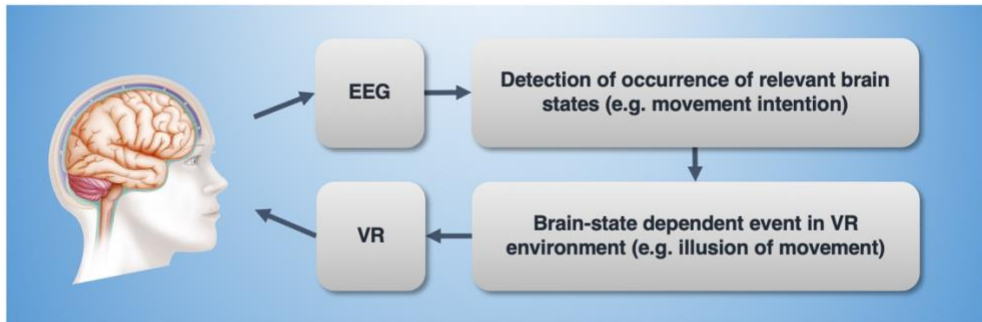 EEG
Detection of occurrence of relevant brain
states (e.g. movement intention)
VR
Brain-state dependent event in VR
environment (e.g. illusion of movement)